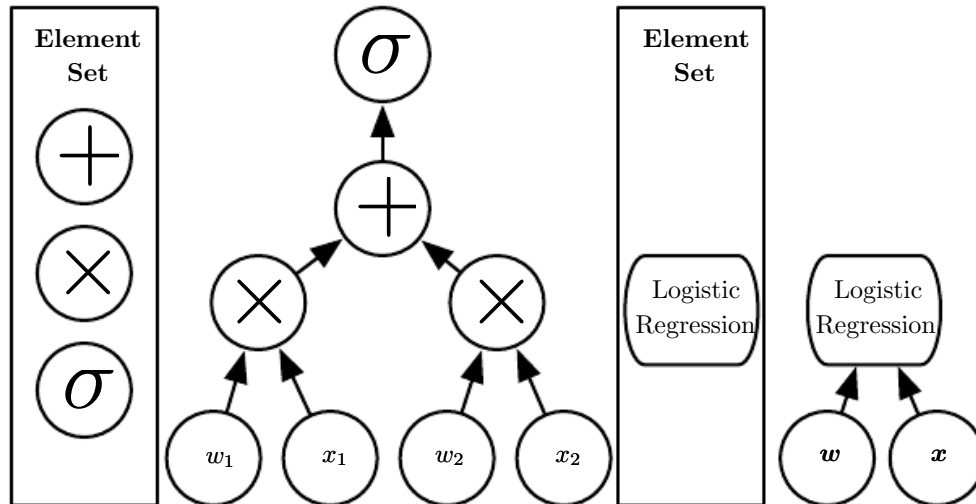 Element
Set
+
×
σ
σ
+
× ×
w₁ x₁ w₂ x₂
Element
Set
Logistic
Regression
Logistic
Regression
w x